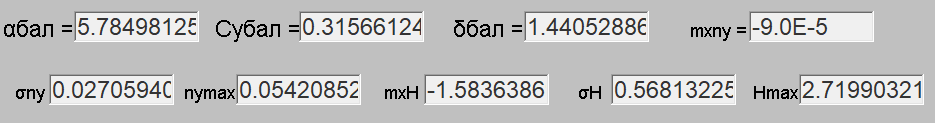 αбал = 5.78498125 Cyбал = 0.31566124 δбал = 1.44052886 mxny = -9.0E-5
σny 0.02705940 nymax 0.05420852 mxH -1.5836386 σH 0.56813225 Hmax 2.71990321